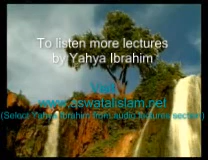 To listen more lectures
by Yahya Ibrahim
Visit
www.aswatalislam.net
(Select Yahya Ibrahim from audio lectures section)